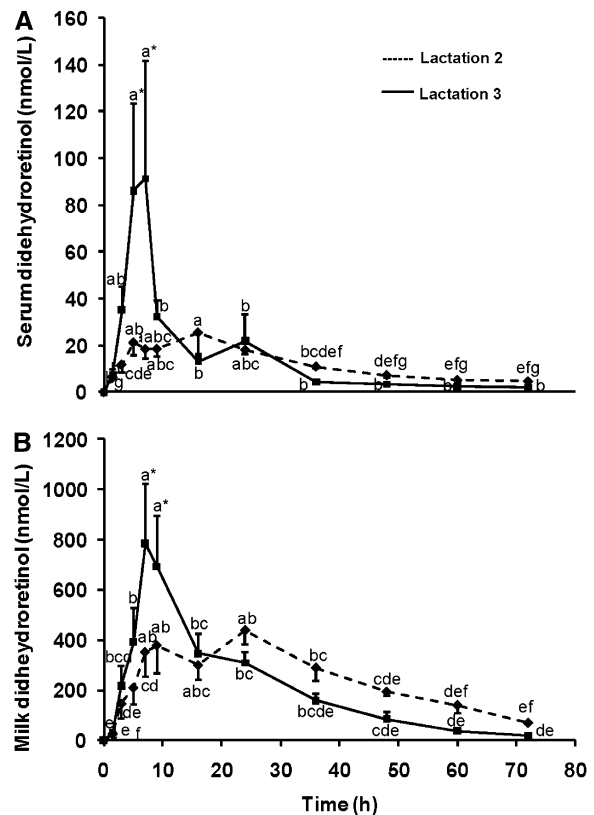 A
Serum didehydroretinol (nmol/L)
160
140
120
100
80
60
40
20
0
Lactation 2
Lactation 3
a*
a*
ab
b
a
b
ab
abc
abc
cde
g
b
abc
bcdef
defg
efg
efg
b
b
b
b
B
Milk didheydroretinol (nmol/L)
1200
1000
800
600
400
200
0
a*
a*
b
bcd
ab
ab
bc
ab
bc
cde
def
ef
e
de
cd
abc
bc
bcde
cde
de
de
e
f
0
10
20
30
40
50
60
70
80
Time (h)